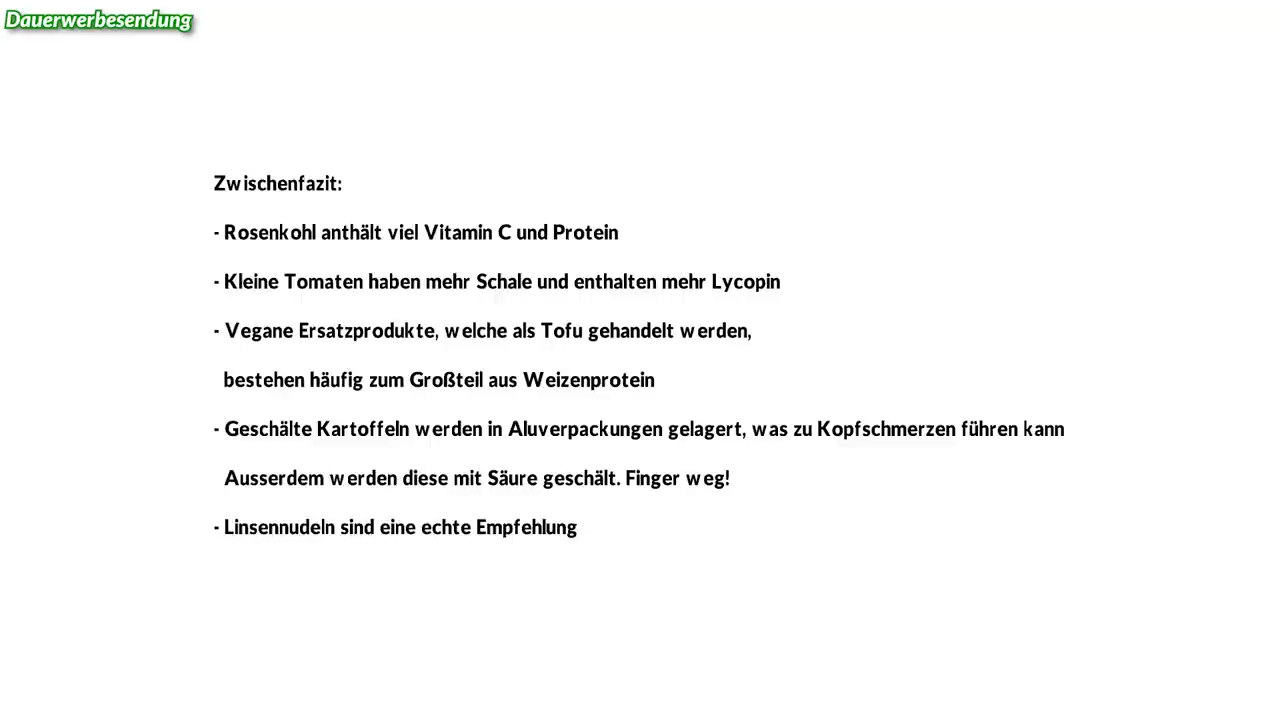 Dauerwerbesendung
Zwischenfazit:
- Rosenkohl anthält viel Vitamin C und Protein
- Kleine Tomaten haben mehr Schale und enthalten mehr Lycopin
- Vegane Ersatzprodukte, welche als Tofu gehandelt werden,
bestehen häufig zum Großteil aus Weizenprotein
- Geschälte Kartoffeln werden in Aluverpackungen gelagert, was zu Kopfschmerzen führen kann
Ausserdem werden diese mit Säure geschält. Finger weg!
- Linsennudeln sind eine echte Empfehlung